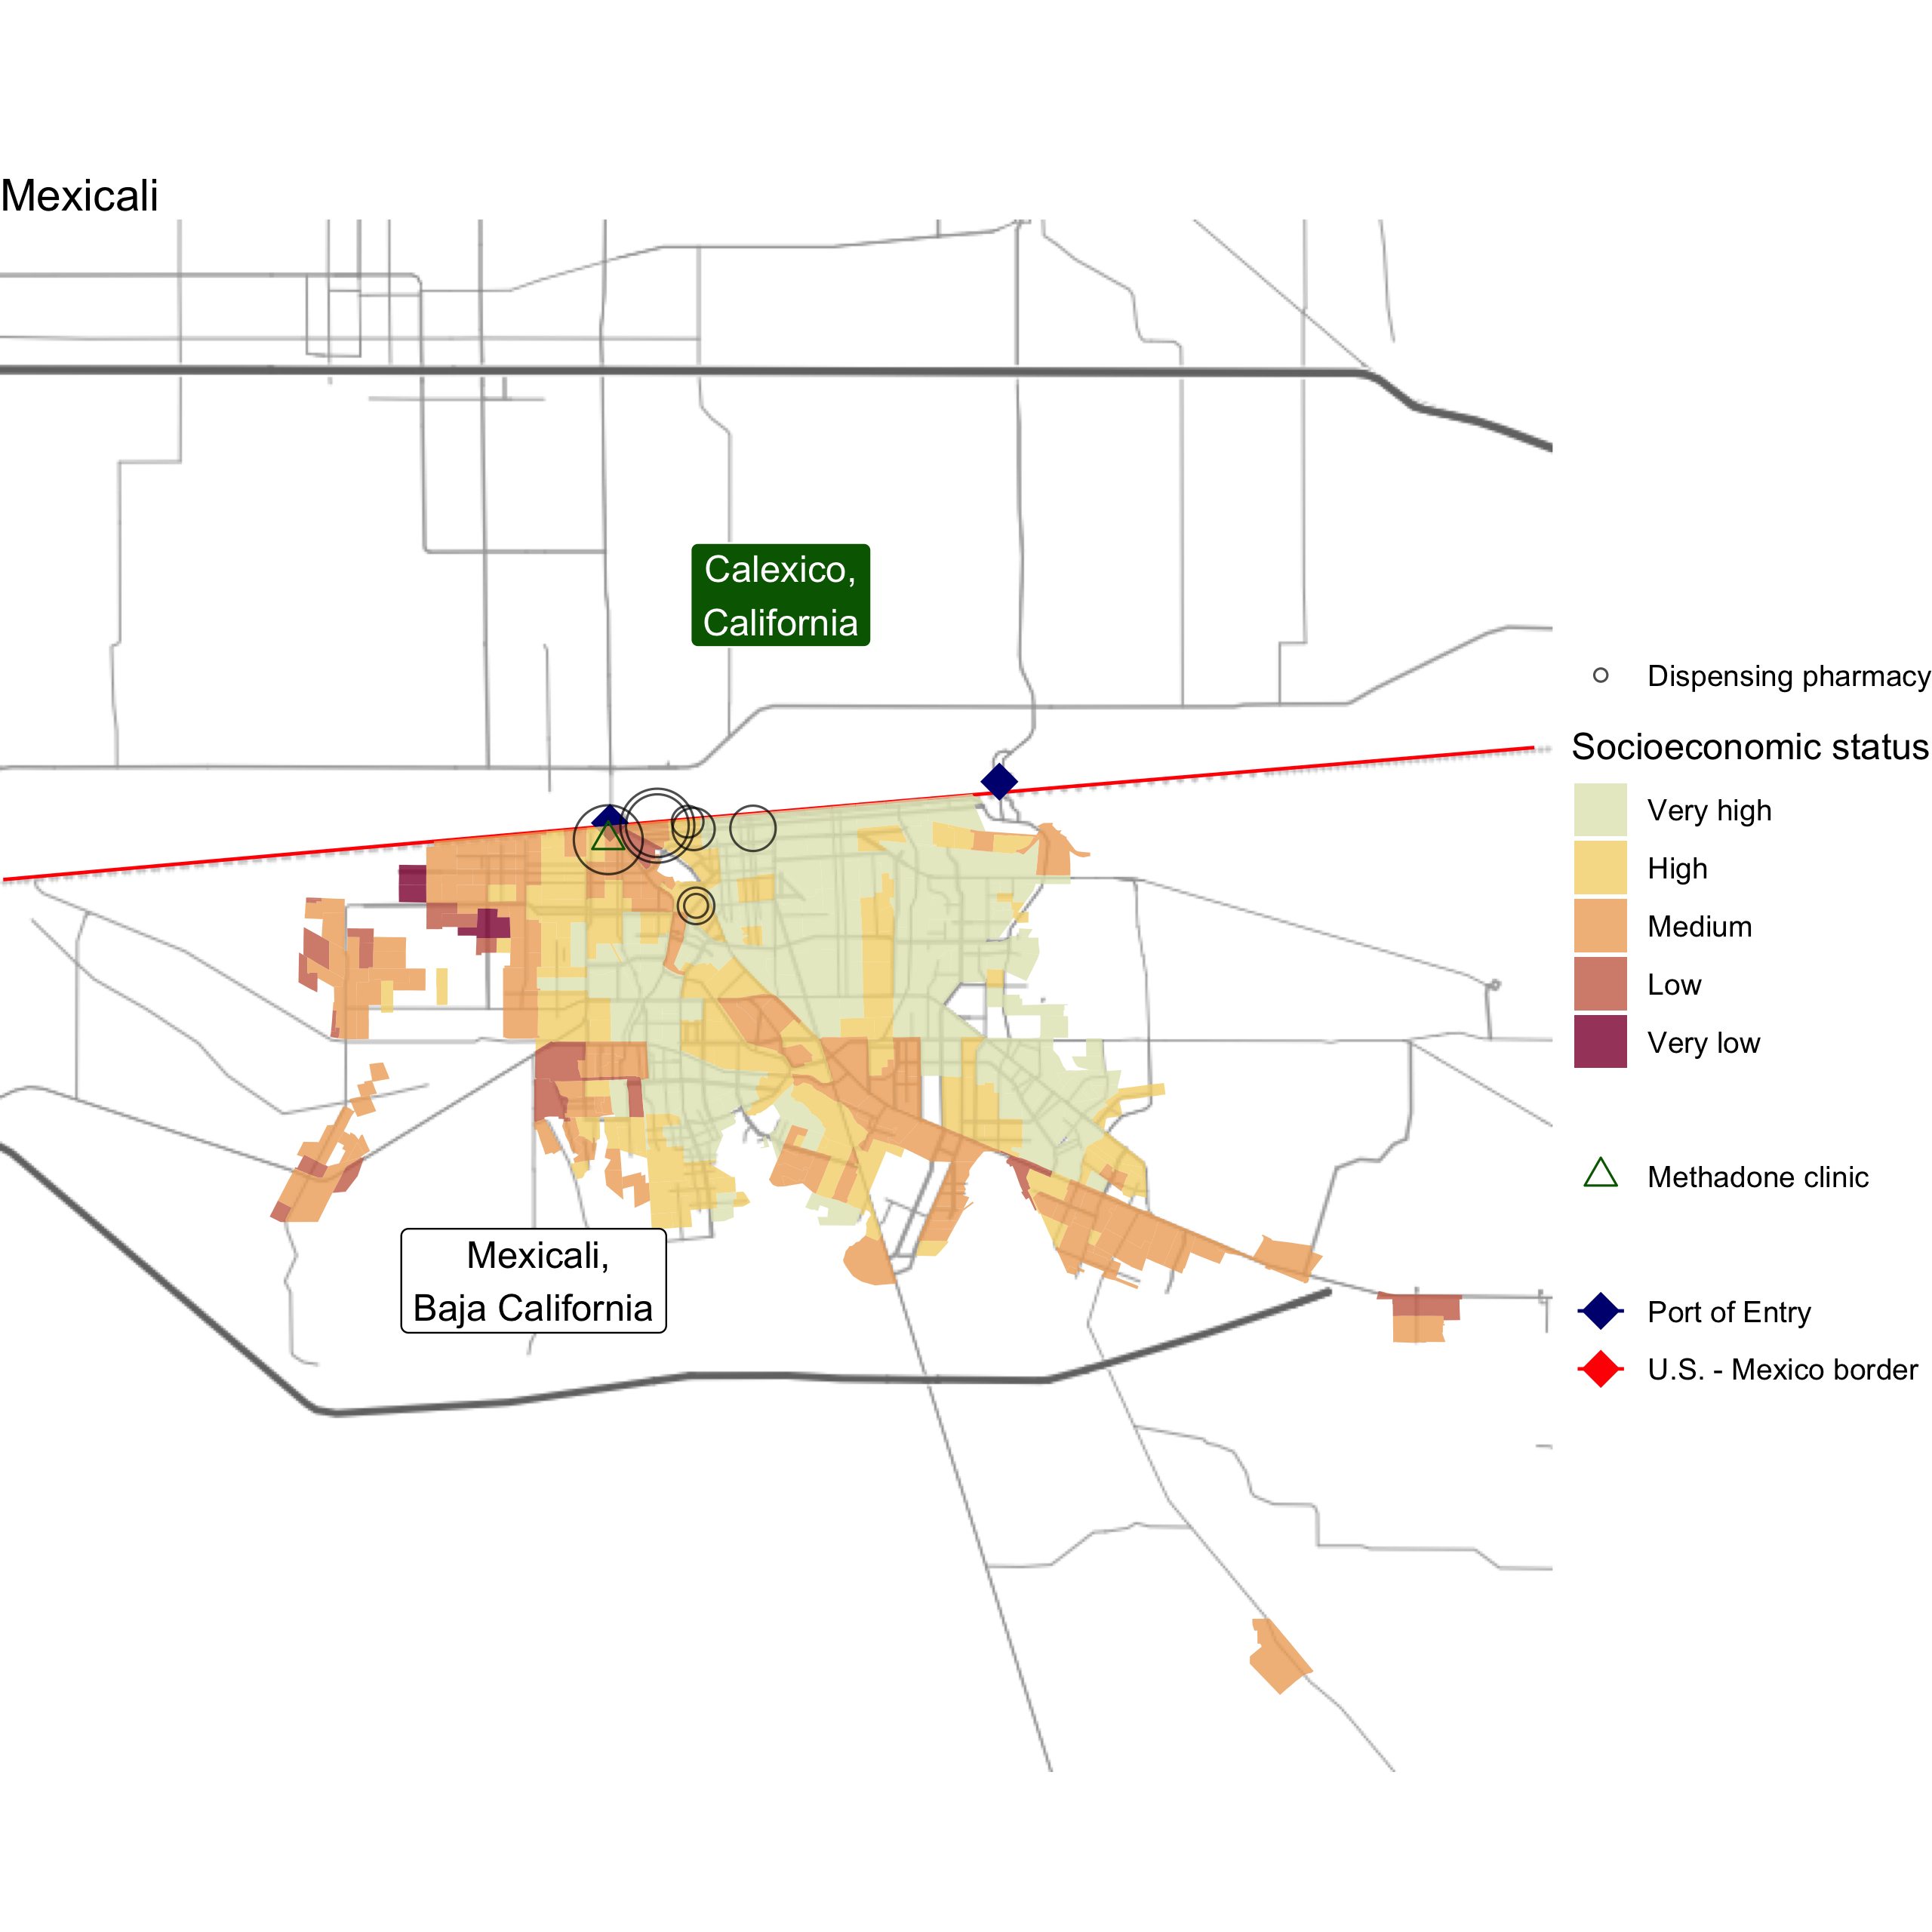 Mexicali
Calexico,
California
Dispensing pharmacy
Socioeconomic status
Very high
High
Medium
Low
Very low
Methadone clinic
Mexicali,
Baja California
Port of Entry
U.S. - Mexico border